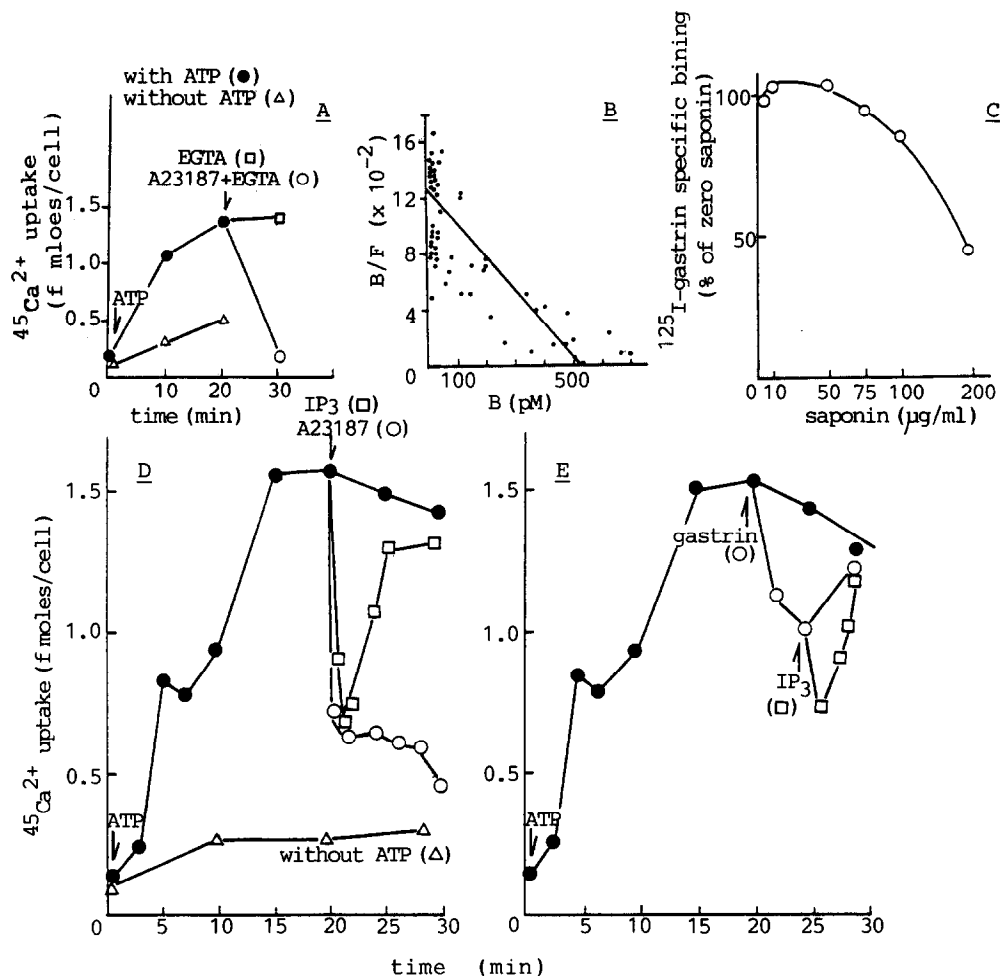 with ATP (●)
without ATP (△)
A
45Ca2+ uptake
(f mloes/cell)
1.5
1.0
0.5
0
EGTA (□)
A23187+EGTA (○)
ATP
10
20
30
time (min)
B
B/F (x 10-2)
16
12
8
4
0
100
500
B (pM)
C
125I-gastrin specific bining
(% of zero saponin)
100
50
0
10
50
75
100
200
saponin (µg/ml)
D
IP3 (□)
A23187 (○)
45Ca2+ uptake (f moles/cell)
1.5
1.0
0.5
0
ATP
without ATP (△)
5
10
15
20
25
30
E
1.5
1.0
0.5
0
gastrin
(○)
IP3
(□)
ATP
5
10
15
20
25
30
time (min)